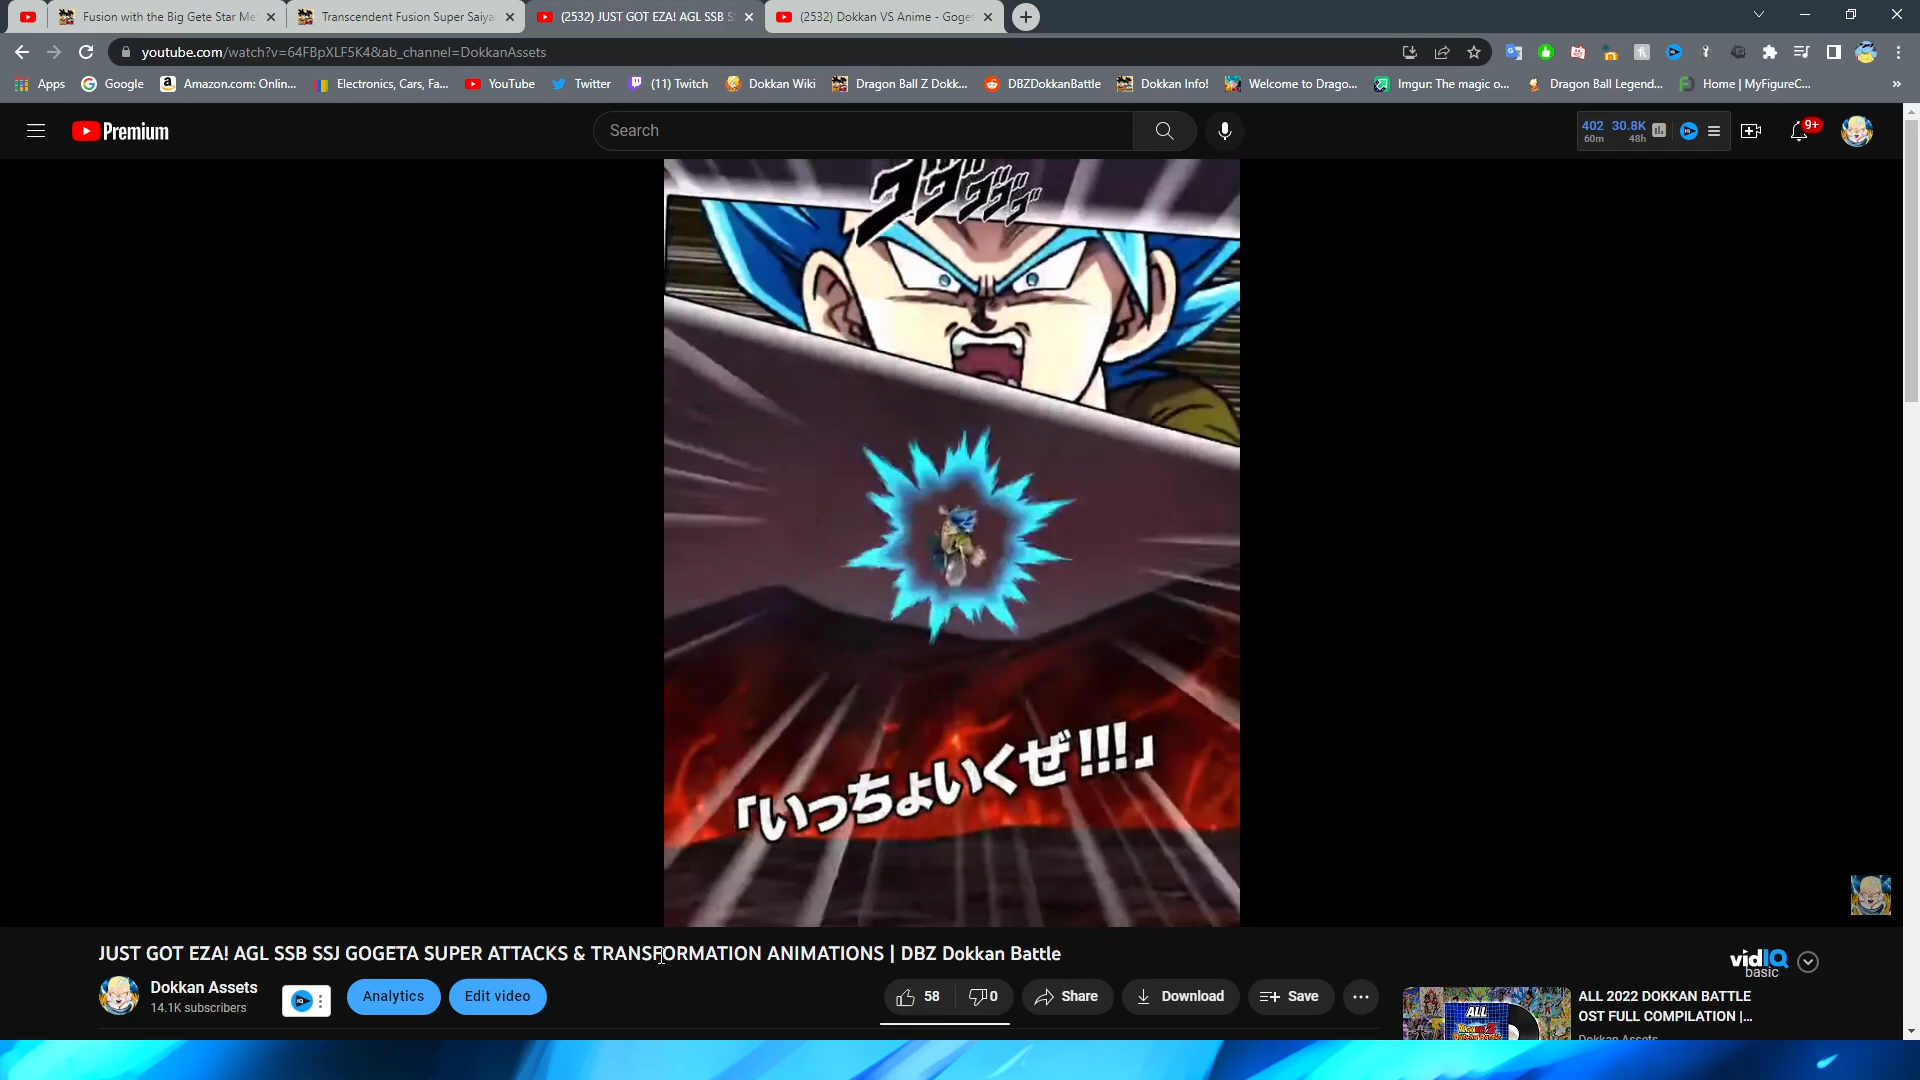 Fusion with the Big Gete Star Me
Transcendent Fusion Super Saiya
(2532) JUST GOT EZA! AGL SSB S
(2532) Dokkan VS Anime - Goget
youtube.com/watch?v=64FBpXLF5K4&ab_channel=DokkanAssets
Apps
Google
Amazon.com: Onlin...
Electronics, Cars, Fa...
YouTube
Twitter
(11) Twitch
Dokkan Wiki
Dragon Ball Z Dokk...
DBZDokkanBattle
Dokkan Info!
Welcome to Drago...
Imgur: The magic o...
Dragon Ball Legend...
Home | MyFigureC...
»
Premium
Search
402 30.8K
60m 48h
9+
「いっちょいくぜ!!!」
JUST GOT EZA! AGL SSB SSJ GOGETA SUPER ATTACKS & TRANSFORMATION ANIMATIONS | DBZ Dokkan Battle
Dokkan Assets
14.1K subscribers
Analytics
Edit video
58
0
Share
Download
Save
vidIQ
basic
ALL 2022 DOKKAN BATTLE
OST FULL COMPILATION |...
Dokkan Assets
ALL